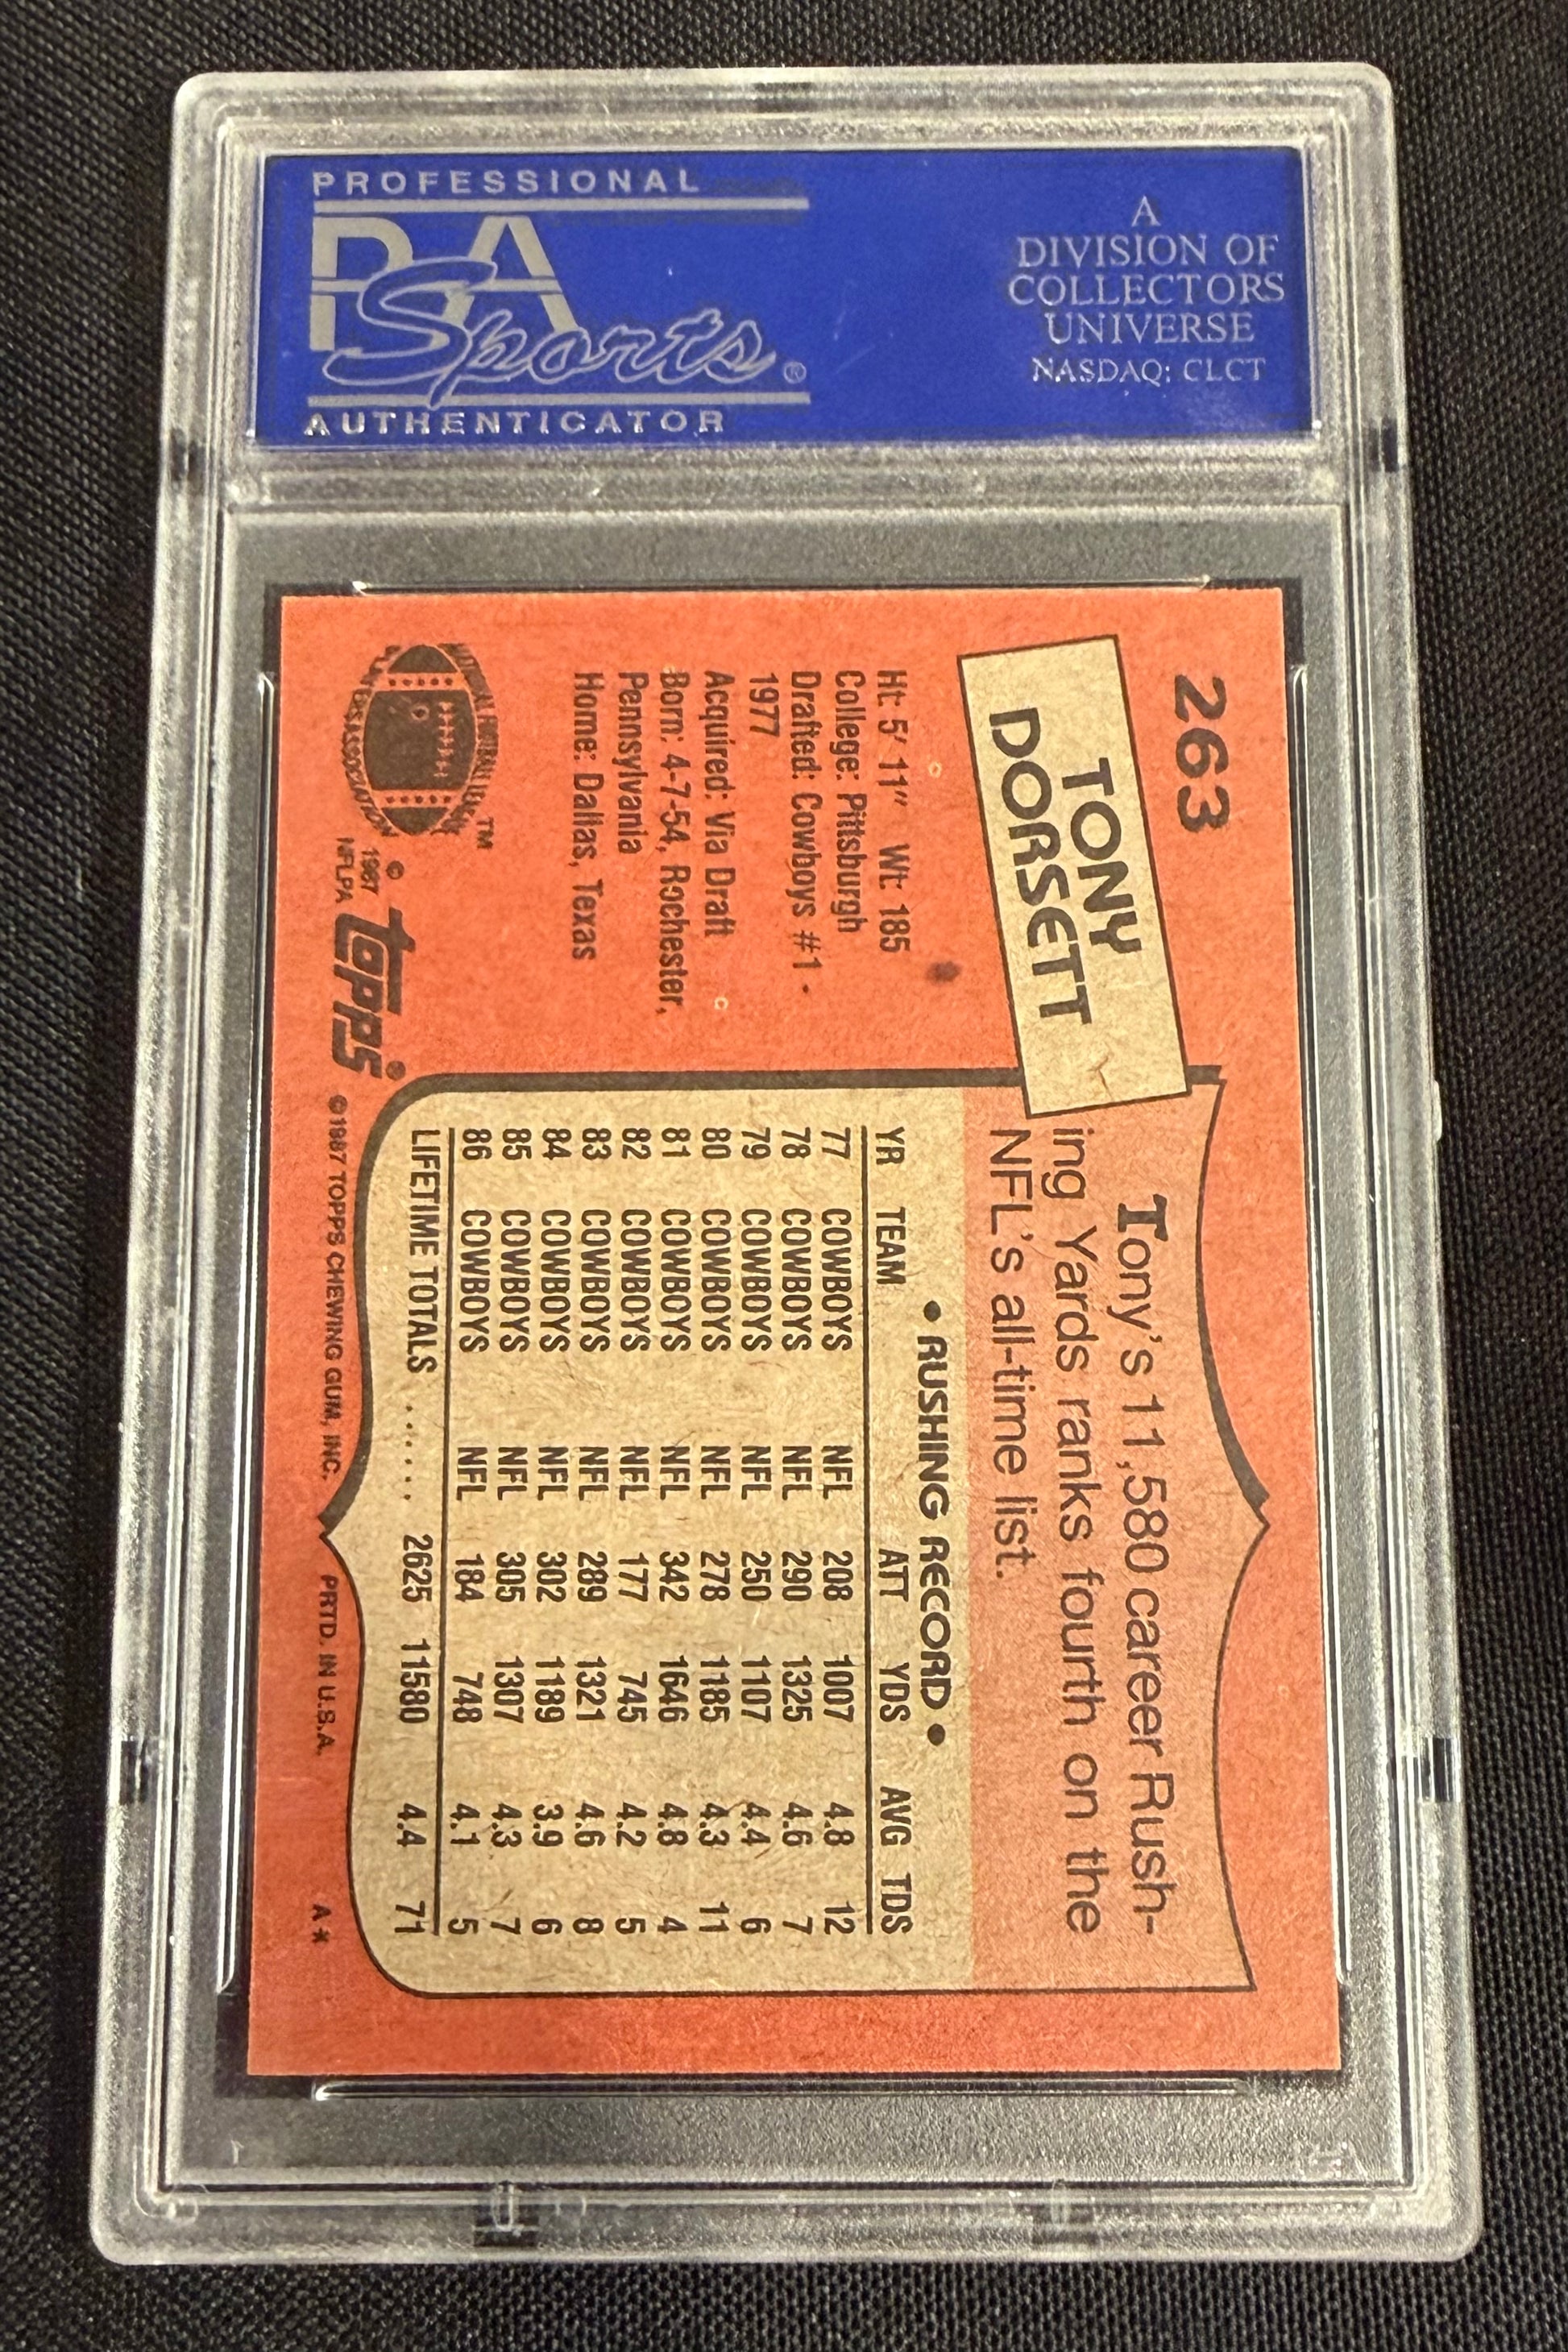 PROFESSIONAL
PSA
Sports®
AUTHENTICATOR
A
DIVISION OF
COLLECTORS
UNIVERSE
NASDAQ: CLCT
263
TONY
DORSETT
Ht: 5' 11" Wt: 185
College: Pittsburgh
Drafted: Cowboys #1 -
1977
Acquired: Via Draft
Born: 4-7-54, Rochester,
Pennsylvania
Home: Dallas, Texas
Tony's 11,580 career Rush-
ing Yards ranks fourth on the
NFL's all-time list.
• RUSHING RECORD •
YR TEAM ATT YDS AVG TDS
77 COWBOYS NFL 208 1007 4.8 12
78 COWBOYS NFL 290 1325 4.6 7
79 COWBOYS NFL 250 1107 4.4 6
80 COWBOYS NFL 278 1185 4.3 11
81 COWBOYS NFL 342 1646 4.8 4
82 COWBOYS NFL 177 745 4.2 5
83 COWBOYS NFL 289 1321 4.6 8
84 COWBOYS NFL 302 1189 3.9 6
85 COWBOYS NFL 305 1307 4.3 7
86 COWBOYS NFL 184 748 4.1 5
LIFETIME TOTALS ....... 2625 11580 4.4 71
NATIONAL FOOTBALL LEAGUE
PLAYERS ASSOCIATION
TM
©
1987
NFLPA
Topps®
©1987 TOPPS CHEWING GUM, INC. PRTD. IN U.S.A. A*